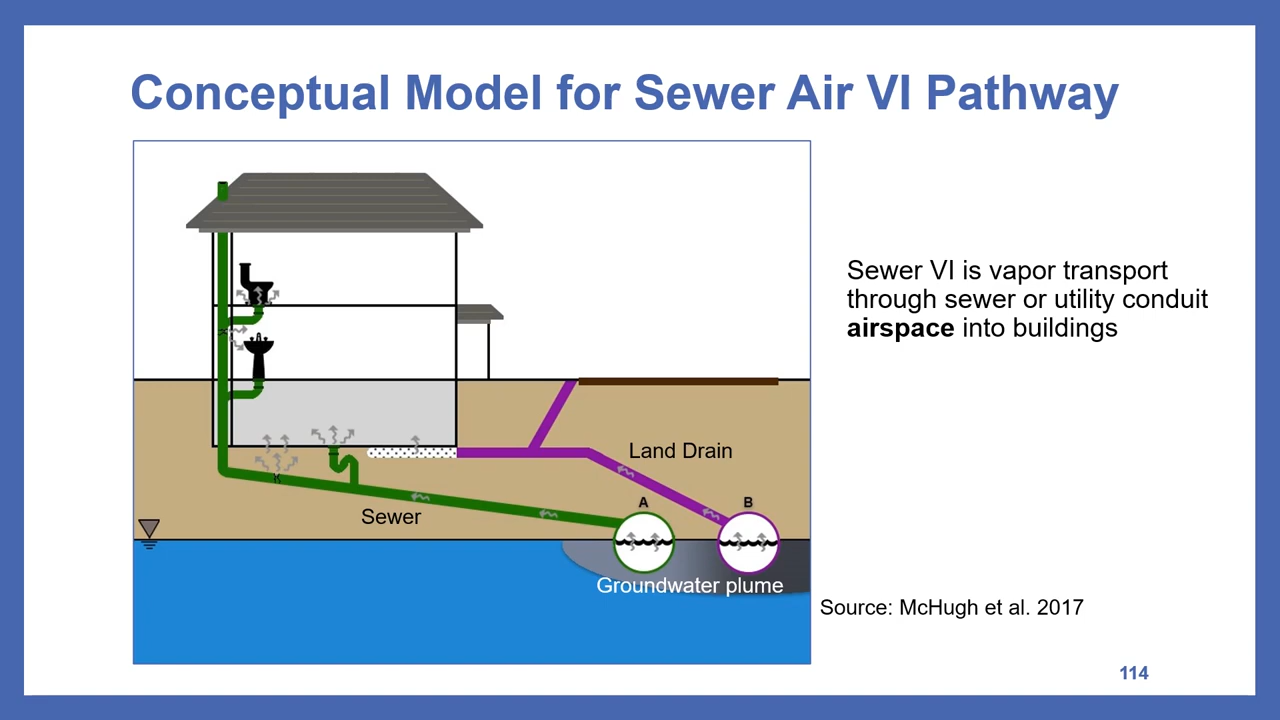 Conceptual Model for Sewer Air VI Pathway
Sewer VI is vapor transport
through sewer or utility conduit
airspace into buildings
Land Drain
A
B
Sewer
Groundwater plume
Source: McHugh et al. 2017
114